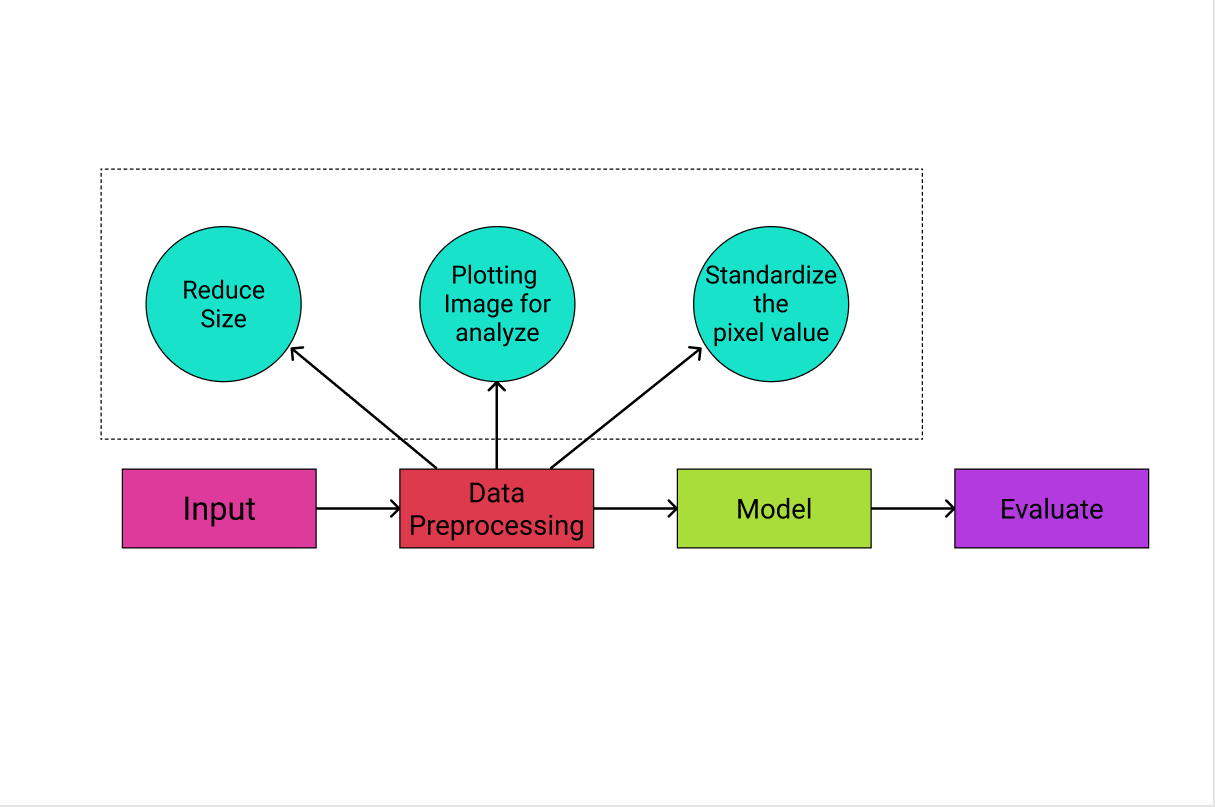 Reduce
Size
Plotting
Image for
analyze
Standardize
the
pixel value
Input
Data
Preprocessing
Model
Evaluate